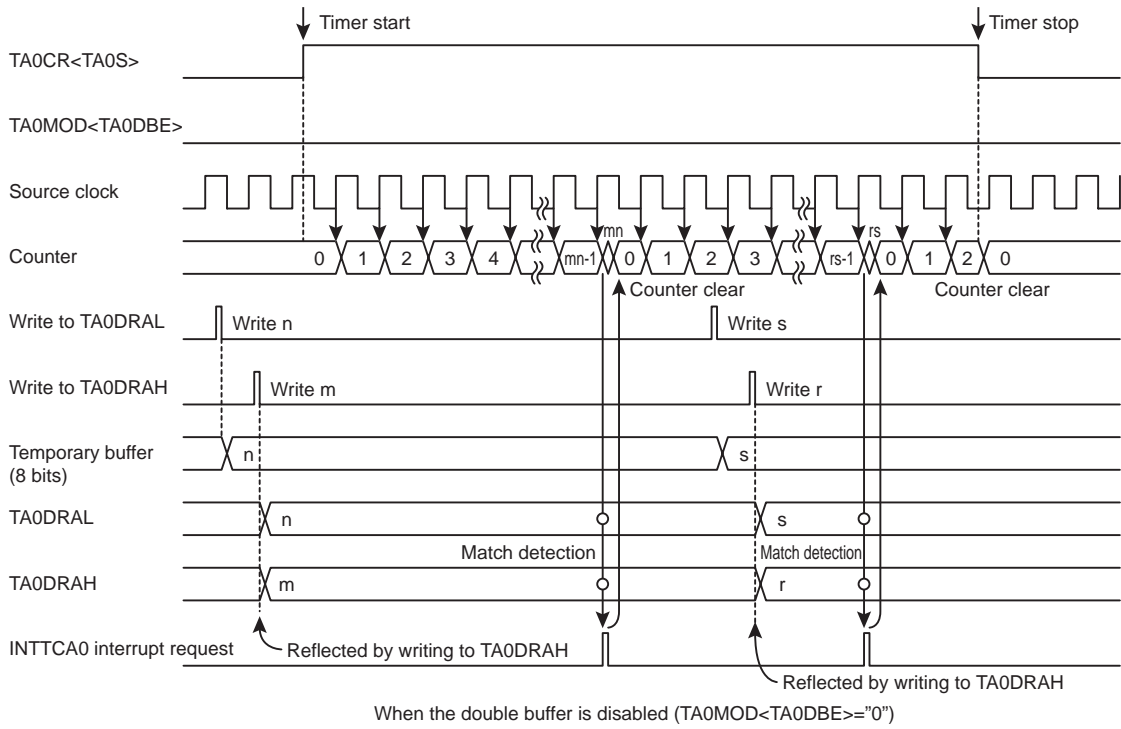 Timer start
Timer stop
TA0CR<TA0S>
TA0MOD<TA0DBE>
Source clock
mn
rs
Counter
0 1 2 3 4 mn-1 0 1 2 3 rs-1 0 1 2 0
Counter clear
Counter clear
Write to TA0DRAL
Write n
Write s
Write to TA0DRAH
Write m
Write r
Temporary buffer
(8 bits)
n
s
TA0DRAL
n
s
Match detection
Match detection
TA0DRAH
m
r
INTTCA0 interrupt request
Reflected by writing to TA0DRAH
Reflected by writing to TA0DRAH
When the double buffer is disabled (TA0MOD<TA0DBE>=”0”)